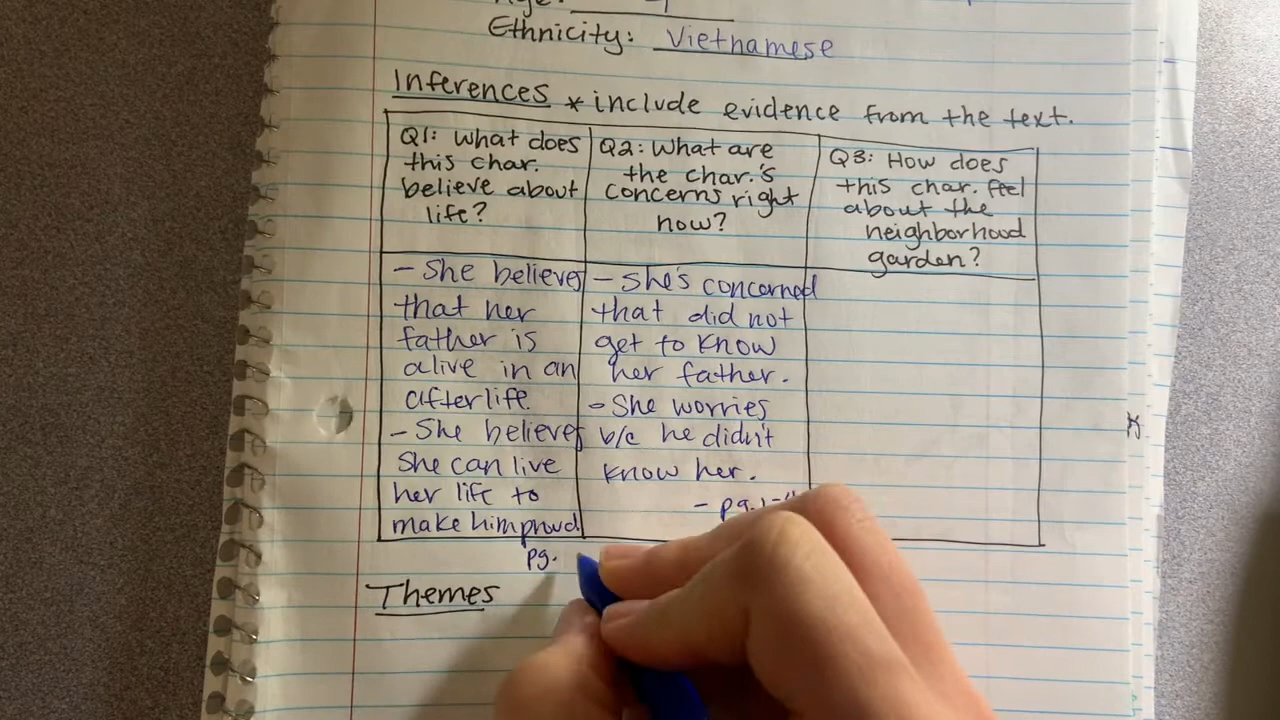 Ethnicity: Vietnamese
Inferences * include evidence from the text.
Q1: What does
this char.
believe about
life?
Q2: What are
the char.'s
concerns right
now?
Q3: How does
this char. feel
about the
neighborhood
garden?
- She believes
that her
father is
alive in an
afterlife.
- She believes
she can live
her life to
make him proud
pg.
- She's concerned
that did not
get to know
her father.
- She worries
b/c he didn't
know her.
- pg.
Themes